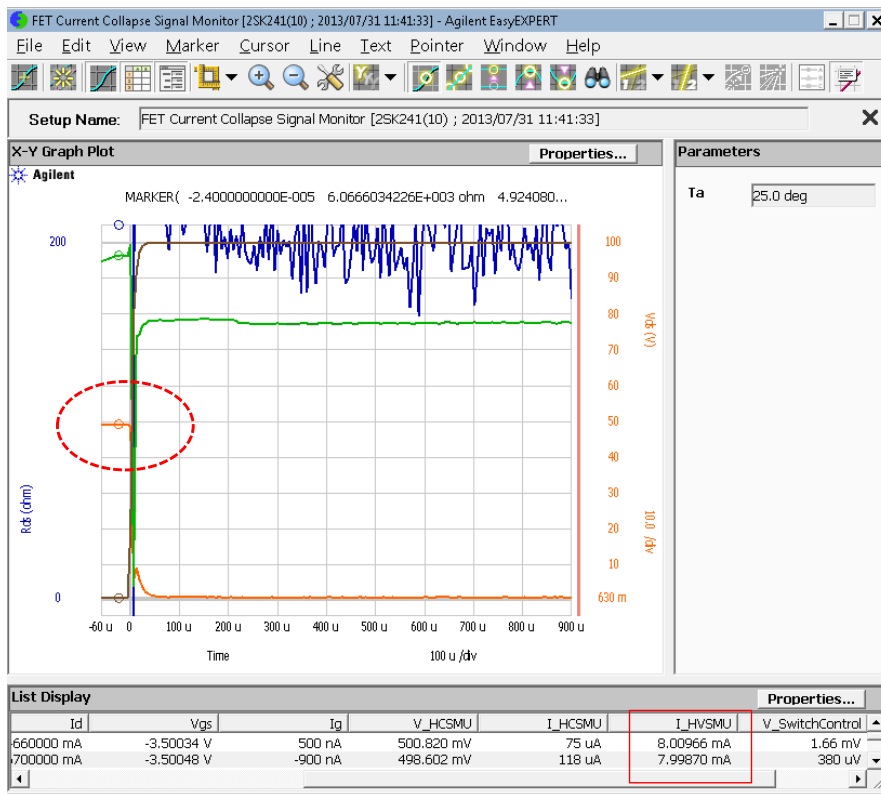 FET Current Collapse Signal Monitor [2SK241(10) ; 2013/07/31 11:41:33] - Agilent EasyEXPERT
File Edit View Marker Cursor Line Text Pointer Window Help
Setup Name: FET Current Collapse Signal Monitor [2SK241(10) ; 2013/07/31 11:41:33]
X-Y Graph Plot Properties... Parameters
Agilent
MARKER( -2.4000000000E-005 6.0666034226E+003 ohm 4.924080...
Ta 25.0 deg
200 100
90
80
Vds (V)
70
60
50
40
Rds (ohm)
30
20
10.0 /div
10
0 630 m
-60 u 0 100 u 200 u 300 u 400 u 500 u 600 u 700 u 800 u 900 u
Time 100 u /div
List Display Properties...
Id Vgs Ig V_HCSMU I_HCSMU I_HVSMU V_SwitchControl
660000 mA -3.50034 V 500 nA 500.820 mV 75 uA 8.00966 mA 1.66 mV
700000 mA -3.50048 V -900 nA 498.602 mV 118 uA 7.99870 mA 380 uV